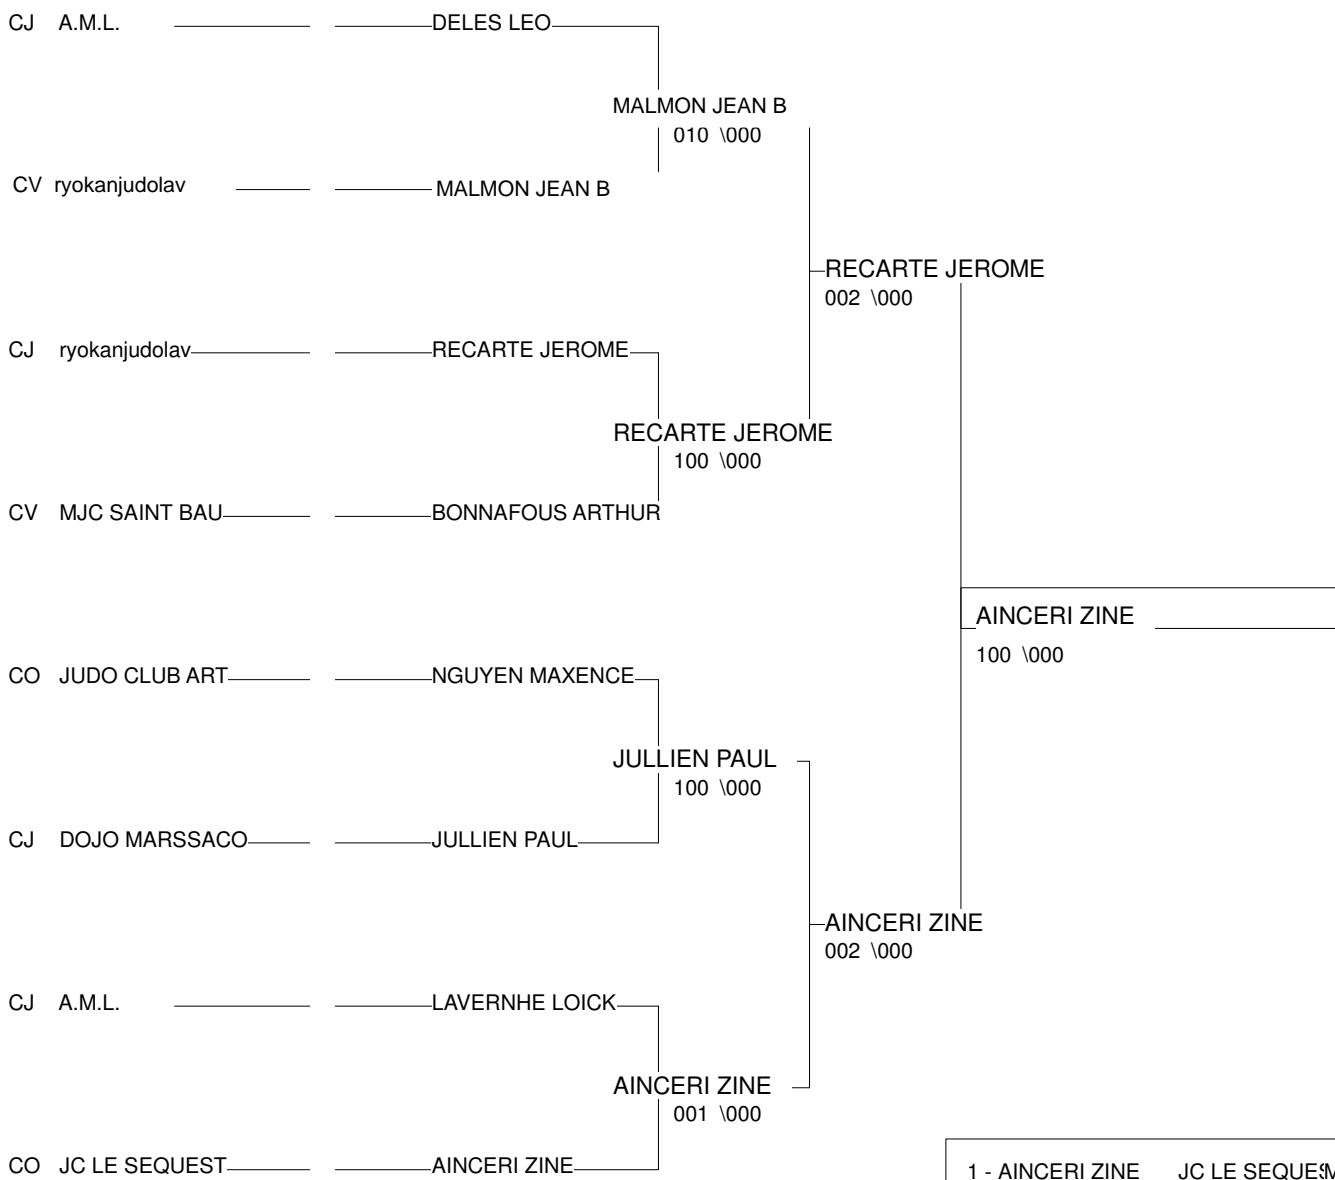 CJ A.M.L. DELES LEO
MALMON JEAN B
010 \000
CV ryokanjudolav MALMON JEAN B
RECARTE JEROME
002 \000
CJ ryokanjudolav RECARTE JEROME
RECARTE JEROME
100 \000
CV MJC SAINT BAU BONNAFOUS ARTHUR
AINCERI ZINE
100 \000
CO JUDO CLUB ART NGUYEN MAXENCE
JULLIEN PAUL
100 \000
CJ DOJO MARSSACO JULLIEN PAUL
AINCERI ZINE
002 \000
CJ A.M.L. LAVERNHE LOICK
AINCERI ZINE
001 \000
CO JC LE SEQUEST AINCERI ZINE
1 - AINCERI ZINE JC LE